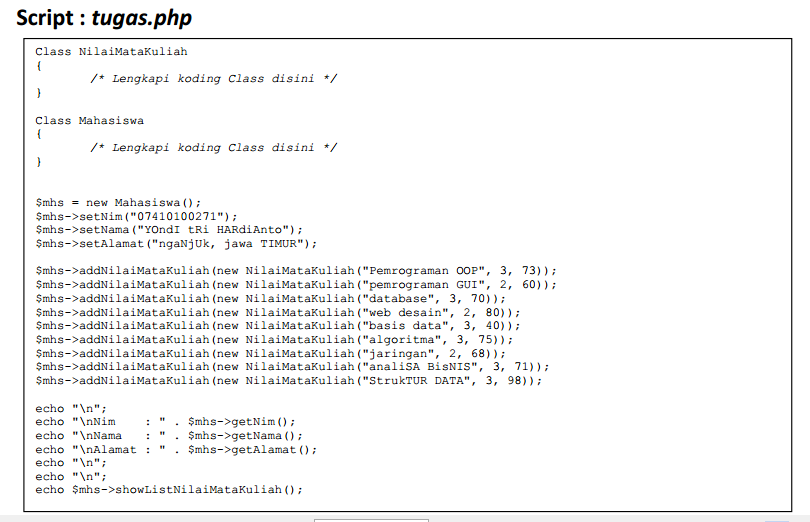 Script : tugas.php
Class NilaiMataKuliah
{
/* Lengkapi koding Class disini */
}
Class Mahasiswa
{
/* Lengkapi koding Class disini */
}
$mhs = new Mahasiswa();
$mhs->setNim("07410100271");
$mhs->setNama("YOndI tRi HARdiAnto");
$mhs->setAlamat("ngaNjUk, jawa TIMUR");
$mhs->addNilaiMataKuliah(new NilaiMataKuliah("Pemrograman OOP", 3, 73));
$mhs->addNilaiMataKuliah(new NilaiMataKuliah("pemrograman GUI", 2, 60));
$mhs->addNilaiMataKuliah(new NilaiMataKuliah("database", 3, 70));
$mhs->addNilaiMataKuliah(new NilaiMataKuliah("web desain", 2, 80));
$mhs->addNilaiMataKuliah(new NilaiMataKuliah("basis data", 3, 40));
$mhs->addNilaiMataKuliah(new NilaiMataKuliah("algoritma", 3, 75));
$mhs->addNilaiMataKuliah(new NilaiMataKuliah("jaringan", 2, 68));
$mhs->addNilaiMataKuliah(new NilaiMataKuliah("analiSA BisNIS", 3, 71));
$mhs->addNilaiMataKuliah(new NilaiMataKuliah("StrukTUR DATA", 3, 98));
echo "\n";
echo "\nNim    : " . $mhs->getNim();
echo "\nNama   : " . $mhs->getNama();
echo "\nAlamat : " . $mhs->getAlamat();
echo "\n";
echo "\n";
echo $mhs->showListNilaiMataKuliah();